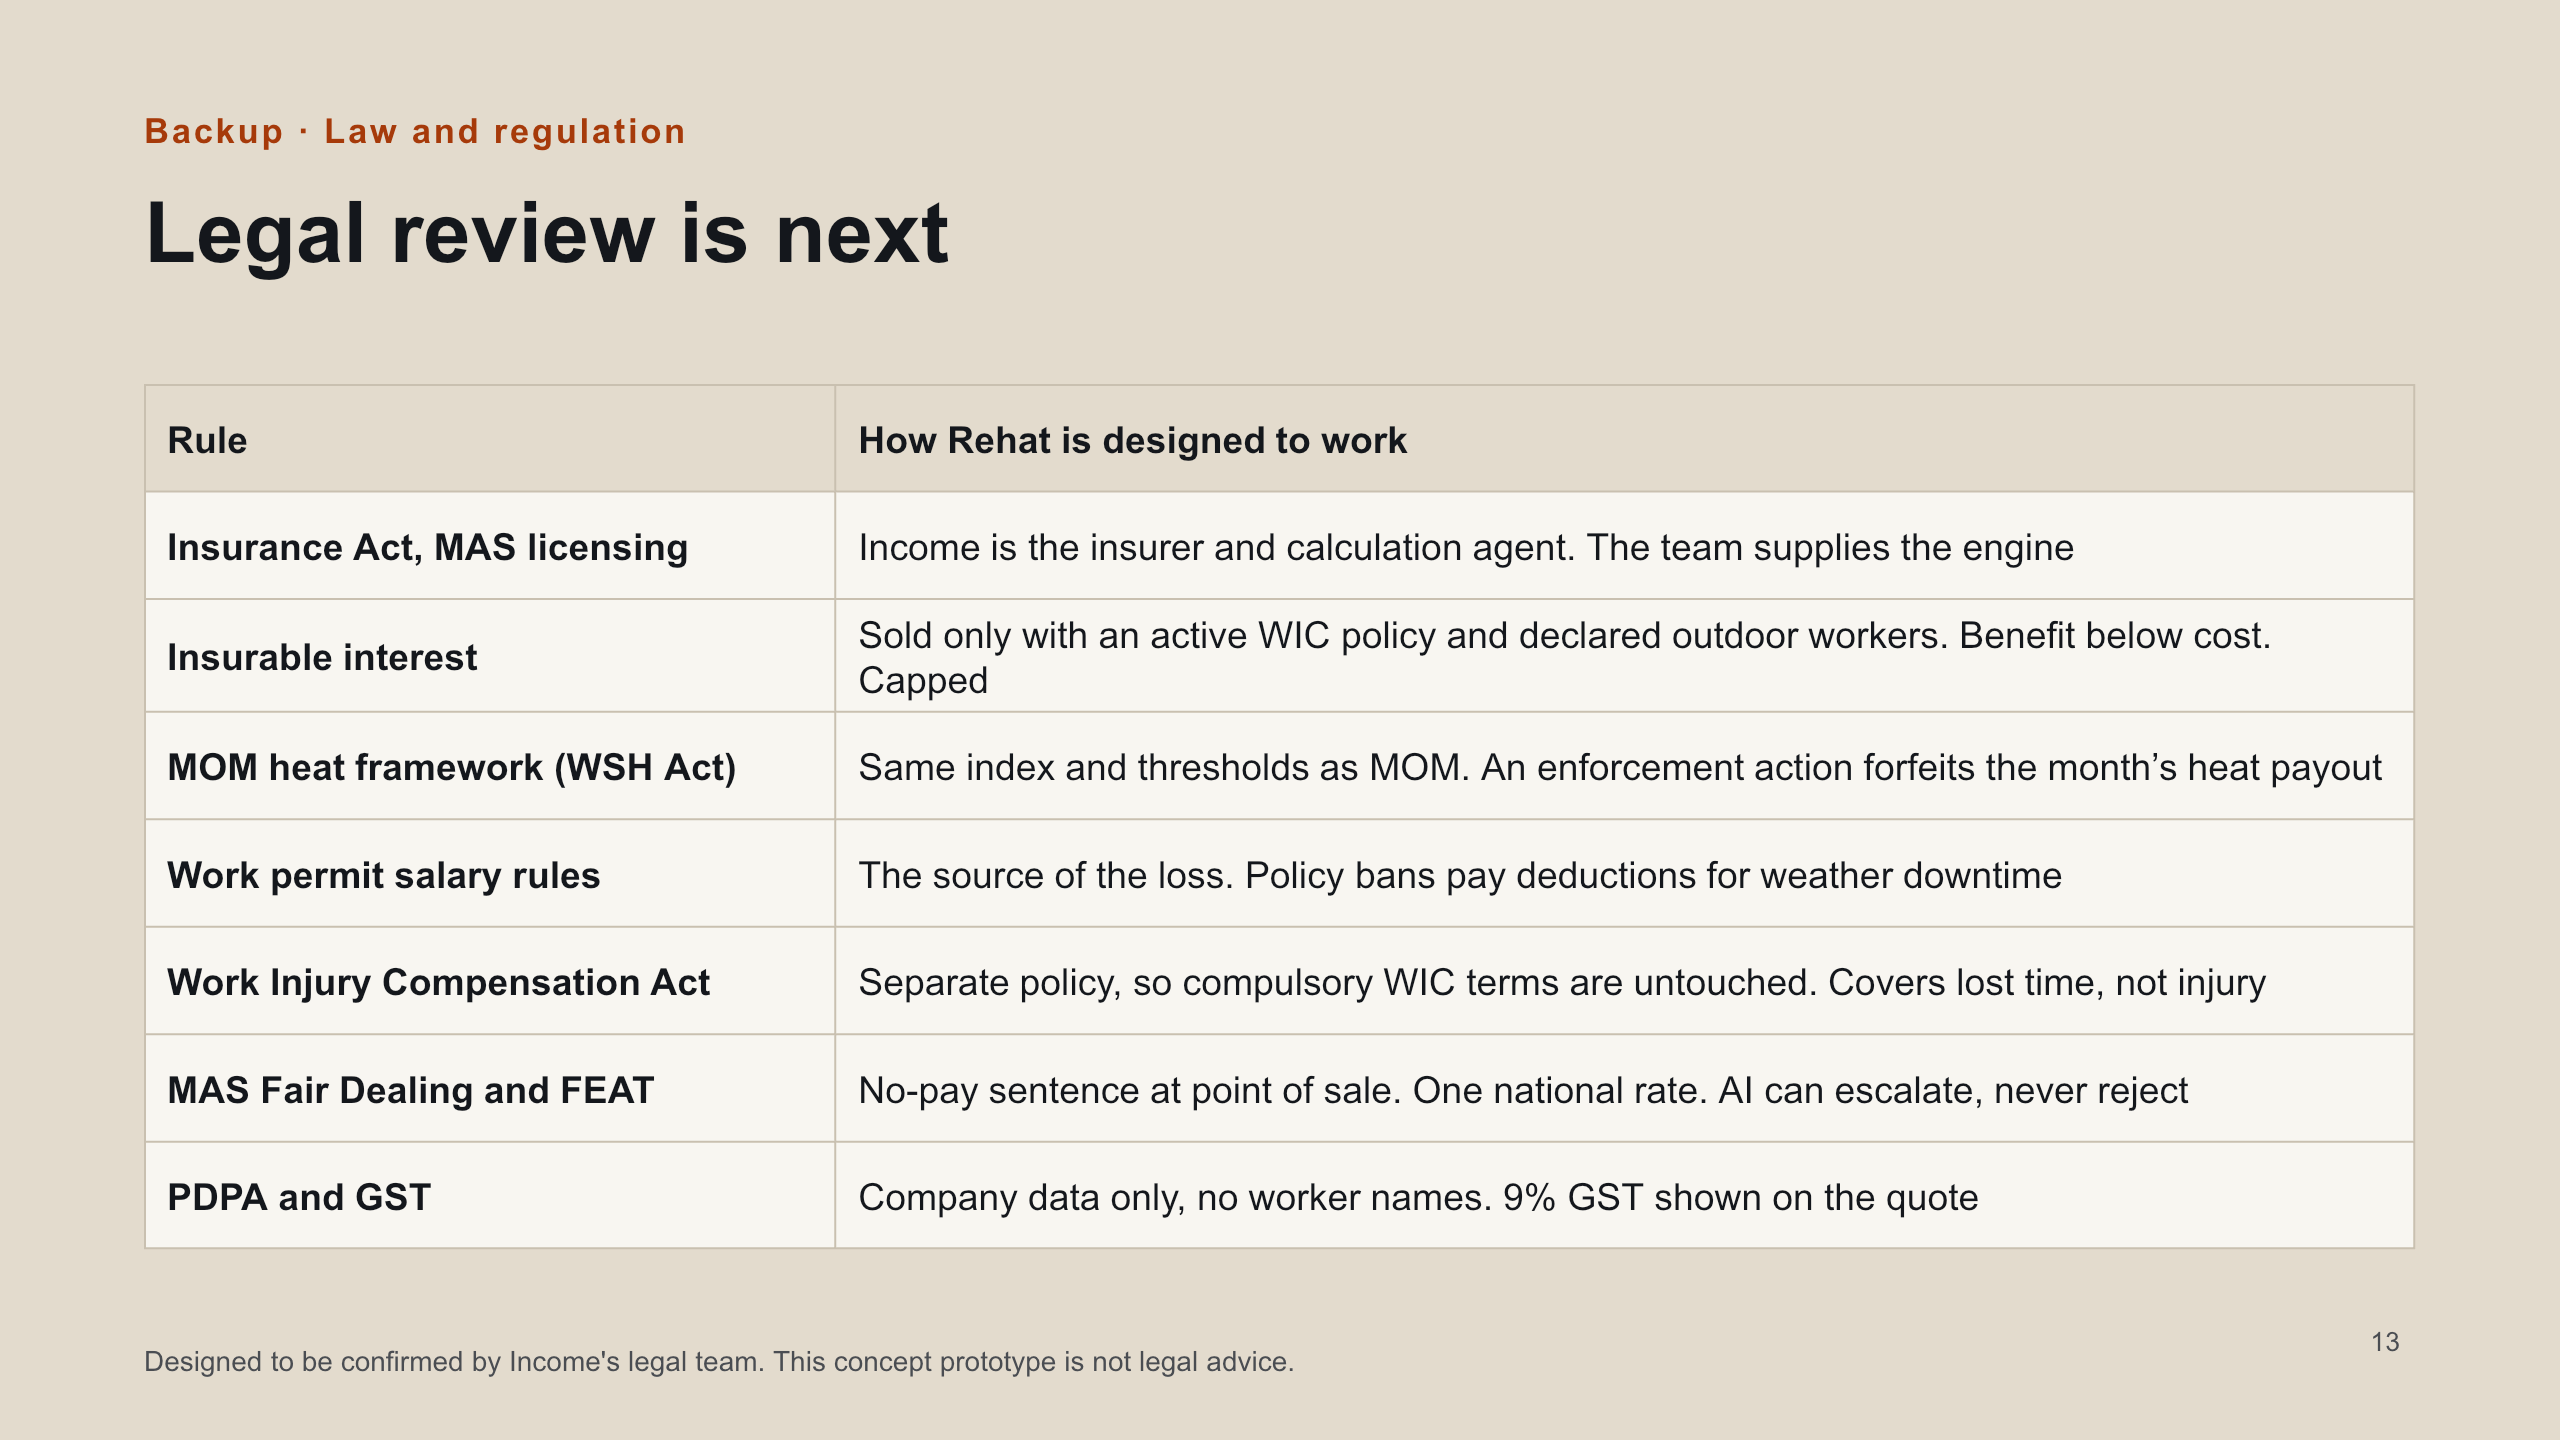 Backup · Law and regulation
Legal review is next
Rule
How Rehat is designed to work
Insurance Act, MAS licensing
Income is the insurer and calculation agent. The team supplies the engine
Insurable interest
Sold only with an active WIC policy and declared outdoor workers. Benefit below cost.
Capped
MOM heat framework (WSH Act)
Same index and thresholds as MOM. An enforcement action forfeits the month’s heat payout
Work permit salary rules
The source of the loss. Policy bans pay deductions for weather downtime
Work Injury Compensation Act
Separate policy, so compulsory WIC terms are untouched. Covers lost time, not injury
MAS Fair Dealing and FEAT
No-pay sentence at point of sale. One national rate. AI can escalate, never reject
PDPA and GST
Company data only, no worker names. 9% GST shown on the quote
Designed to be confirmed by Income's legal team. This concept prototype is not legal advice.
13